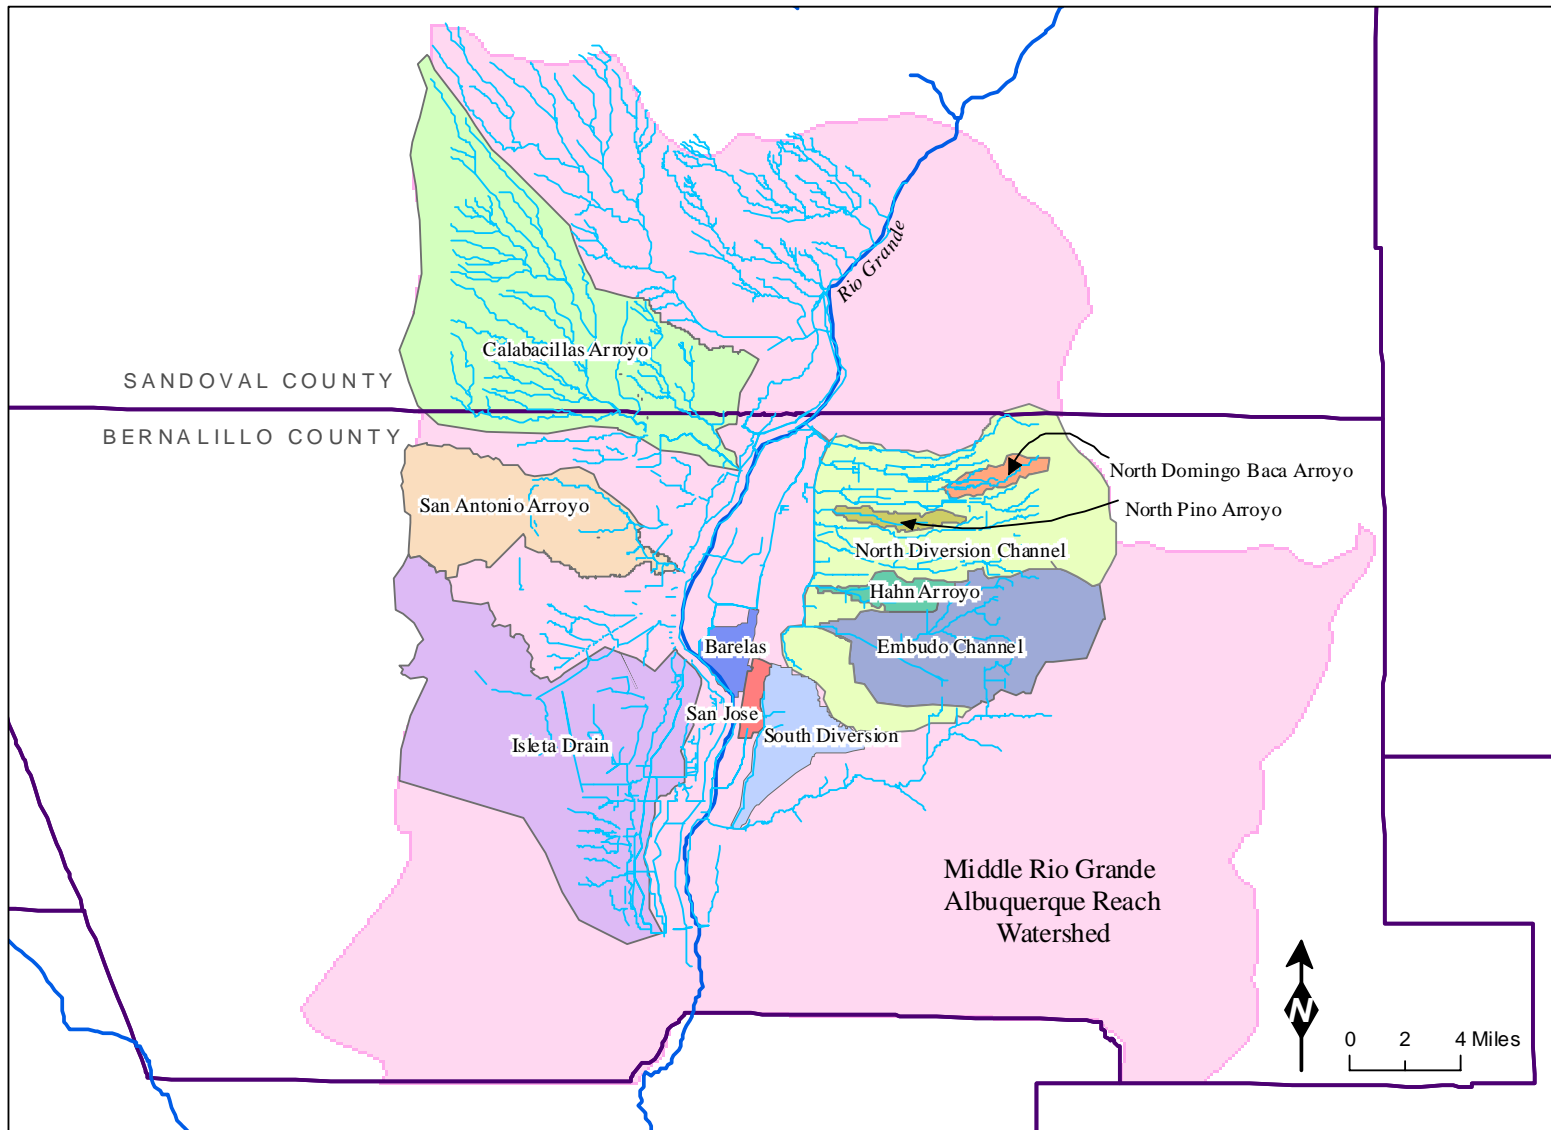 Rio Grande
Calabacillas Arroyo
SANDOVAL COUNTY
BERNALILLO COUNTY
North Domingo Baca Arroyo
San Antonio Arroyo
North Pino Arroyo
North Diversion Channel
Hahn Arroyo
Barelas
Embudo Channel
San Jose
South Diversion
Isleta Drain
Middle Rio Grande
Albuquerque Reach
Watershed
N
0 2 4 Miles